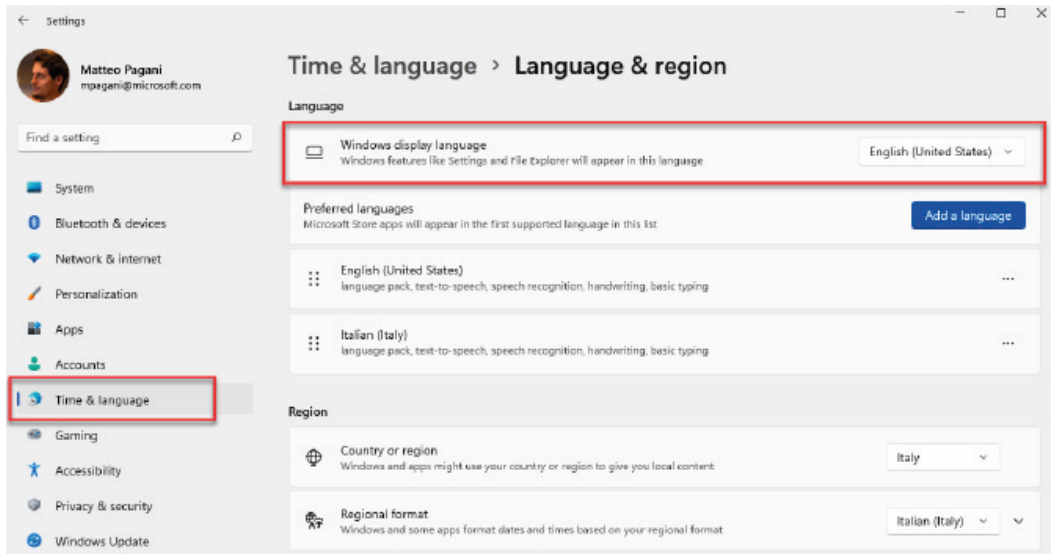 Settings
Matteo Pagani
mpagani@microsoft.com
Find a setting
System
Bluetooth & devices
Network & internet
Personalization
Apps
Accounts
Time & language
Gaming
Accessibility
Privacy & security
Windows Update
Time & language > Language & region
Language
Windows display language
Windows features like Settings and File Explorer will appear in this language
English (United States)
Preferred languages
Microsoft Store apps will appear in the first supported language in this list
Add a language
English (United States)
language pack, text-to-speech, speech recognition, handwriting, basic typing
Italian (Italy)
language pack, text-to-speech, speech recognition, handwriting, basic typing
Region
Country or region
Windows and apps might use your country or region to give you local content
Italy
Regional format
Windows and some apps format dates and times based on your regional format
Italian (Italy)